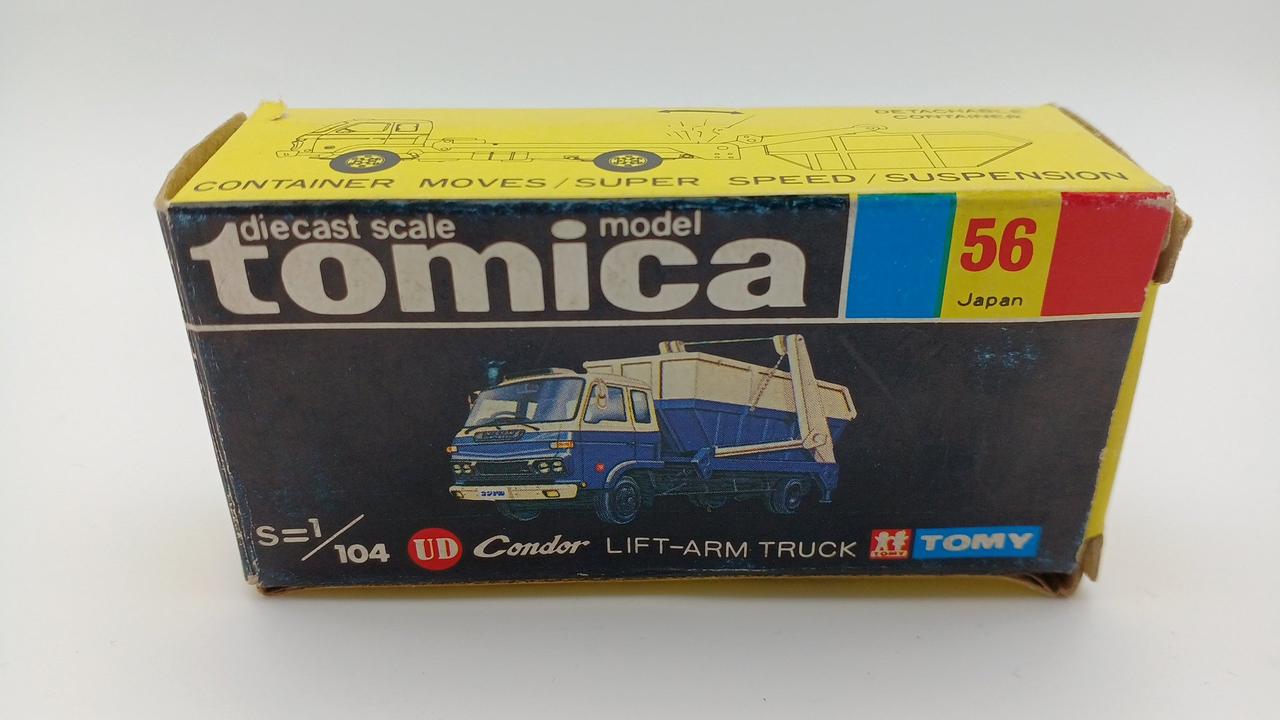 DETACHABLE
CONTAINER
CONTAINER MOVES/SUPER SPEED/SUSPENSION
diecast scale model
tomica
56
Japan
S=1/104
UD Condor LIFT-ARM TRUCK
TOMY
TOMY